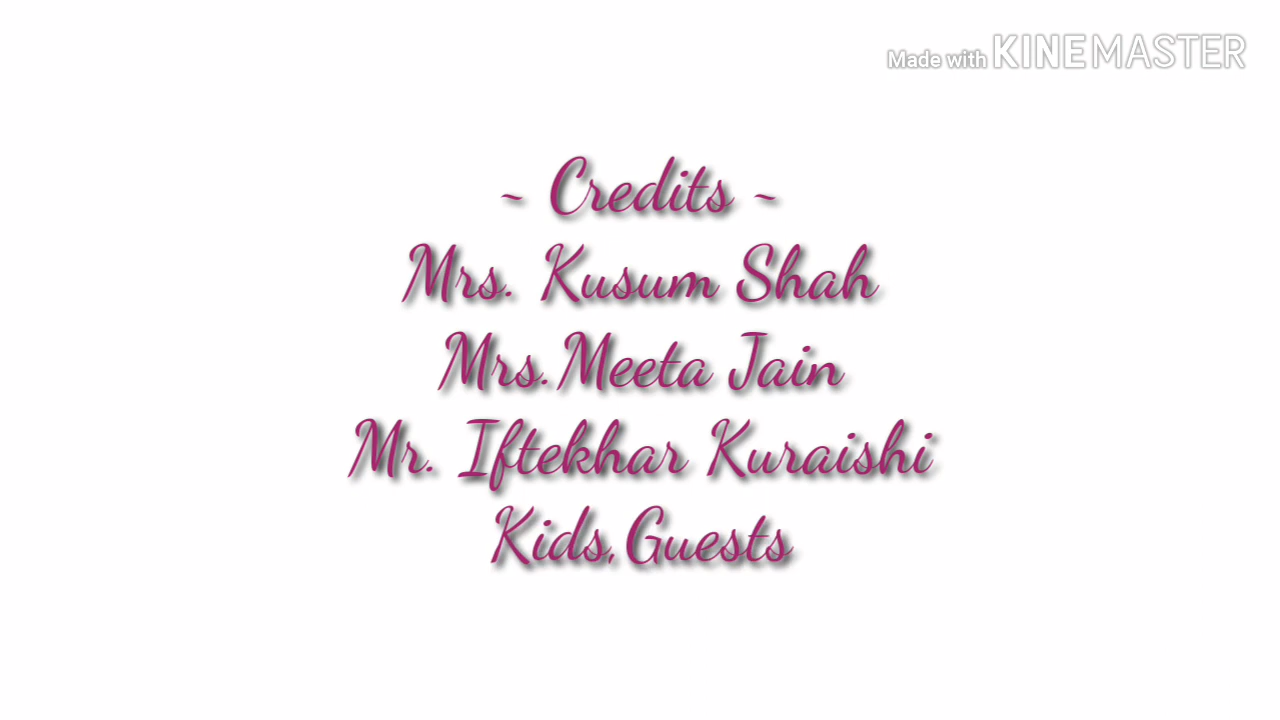 Made with KINEMASTER
~ Credits ~
Mrs. Kusum Shah
Mrs.Meeta Jain
Mr. Iftekhar Kuraishi
Kids,Guests